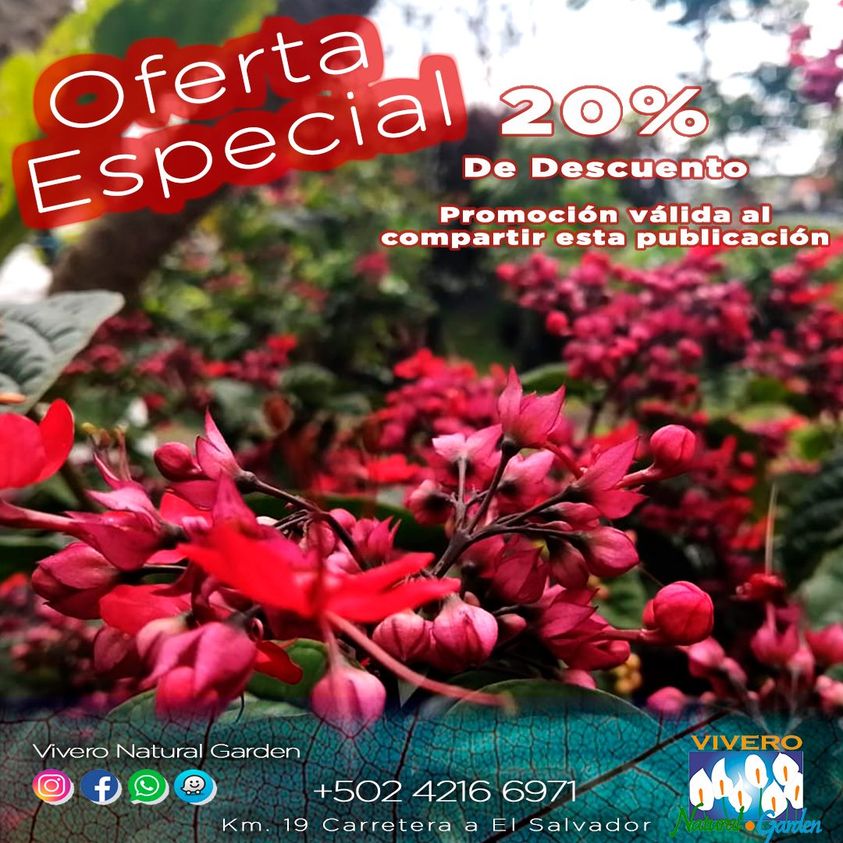 Oferta
Especial
20%
De Descuento
Promoción válida al
compartir esta publicación
Vivero Natural Garden
+502 4216 6971
Km. 19 Carretera a El Salvador
VIVERO
Natural Garden